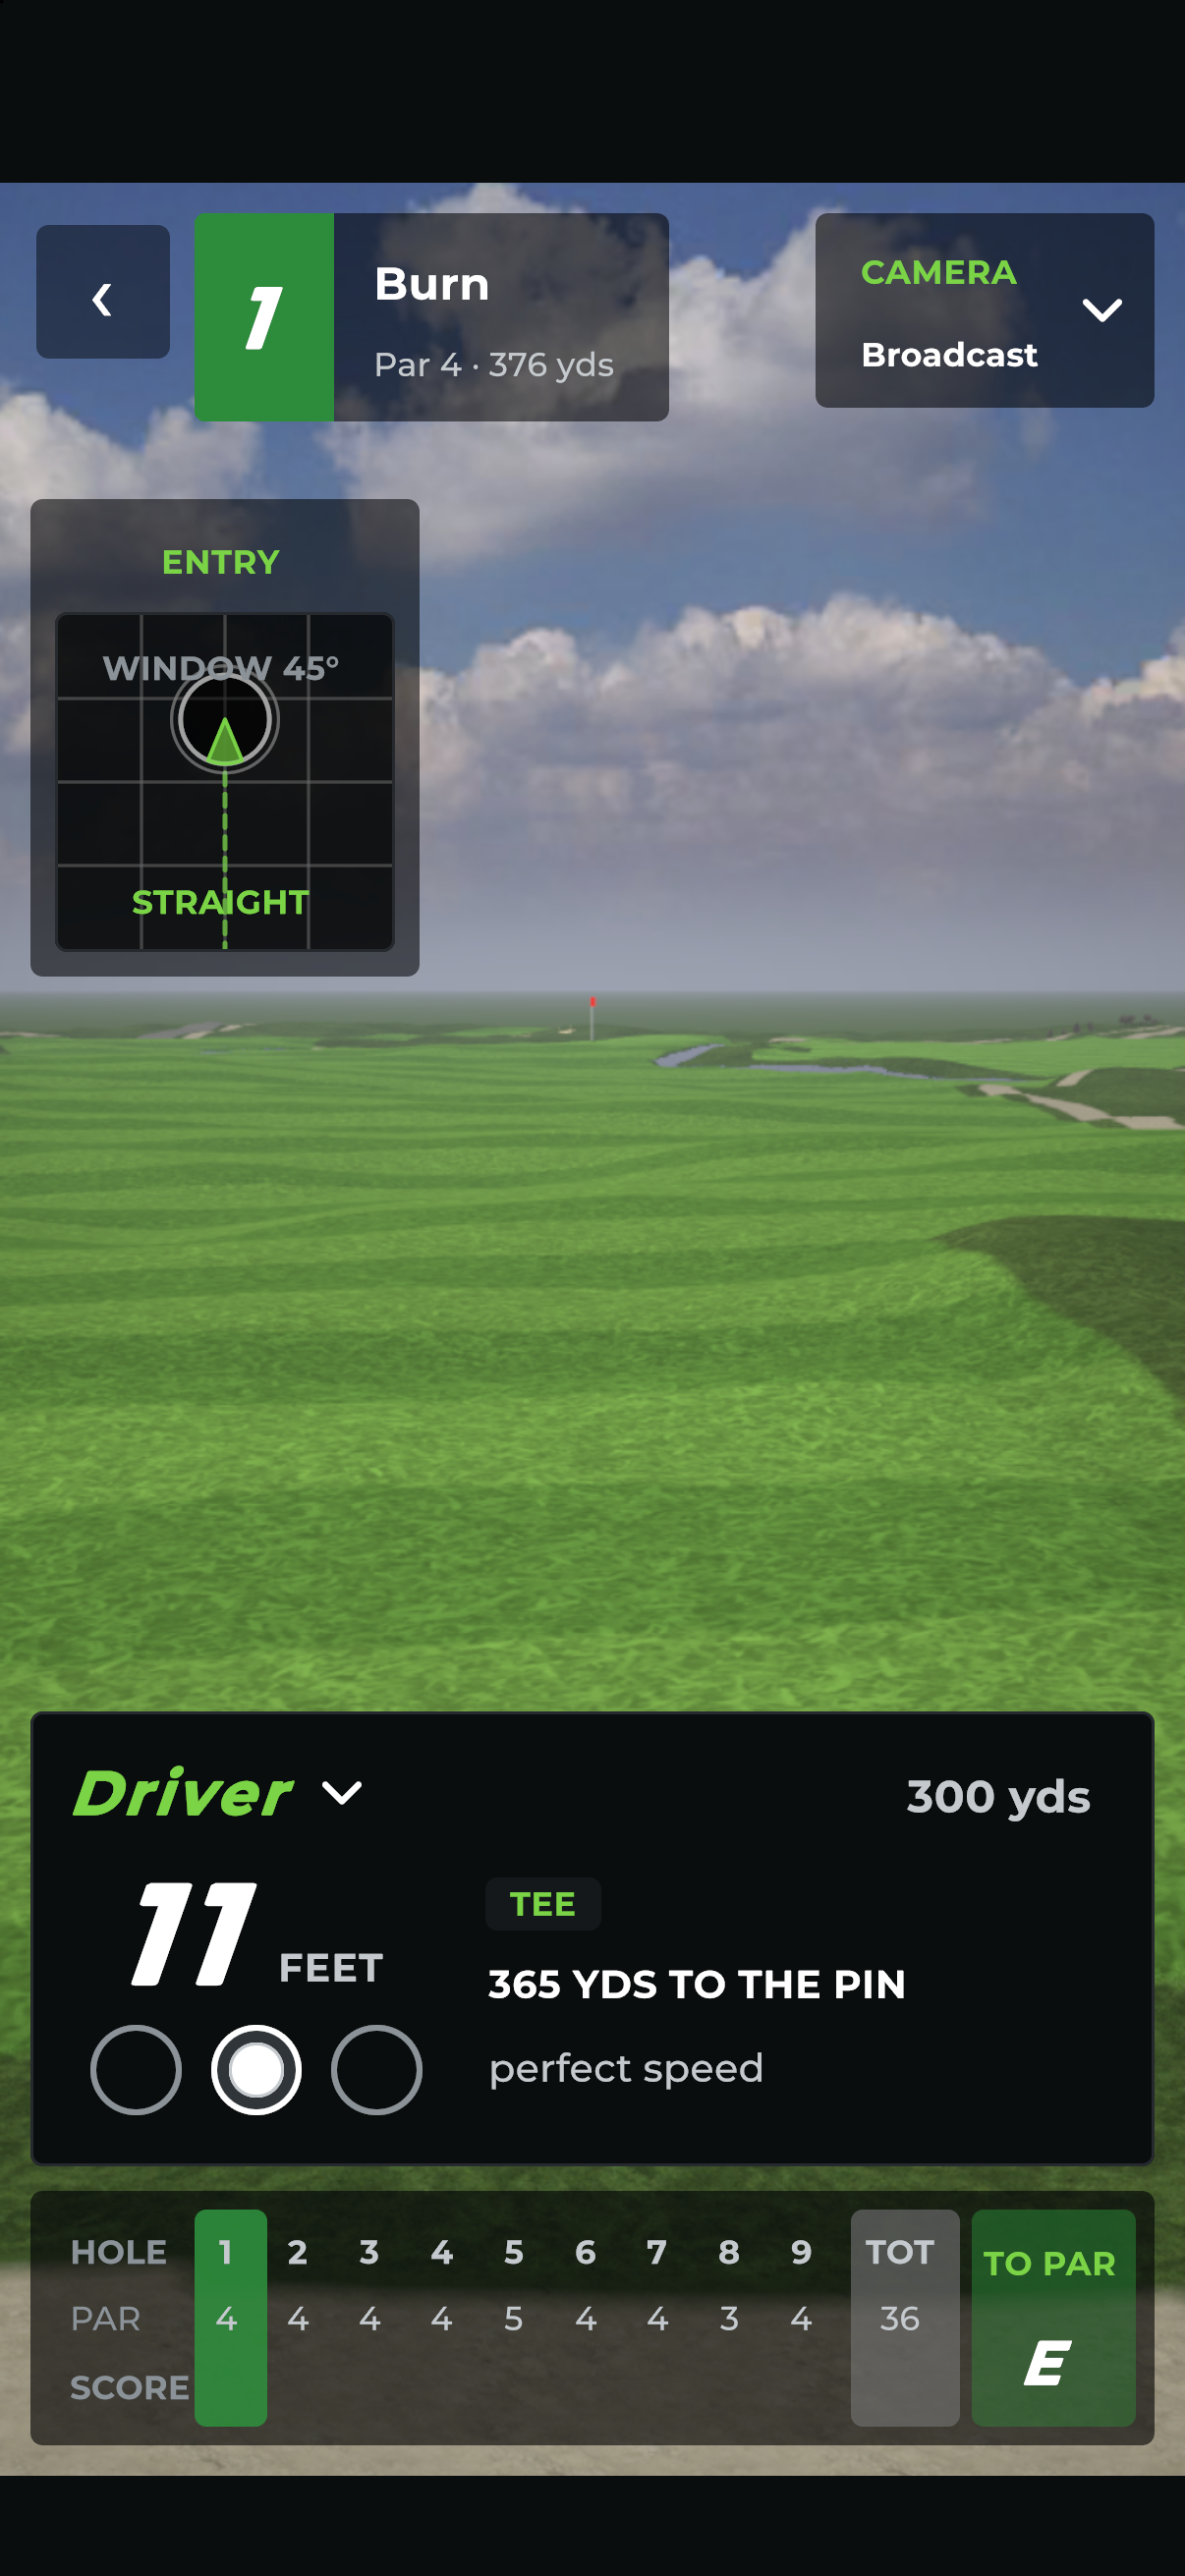 1
Burn
Par 4 · 376 yds
CAMERA
Broadcast
ENTRY
WINDOW 45°
STRAIGHT
Driver
300 yds
11 FEET
TEE
365 YDS TO THE PIN
perfect speed
HOLE 1 2 3 4 5 6 7 8 9 TOT
PAR 4 4 4 4 5 4 4 3 4 36
SCORE
TO PAR
E